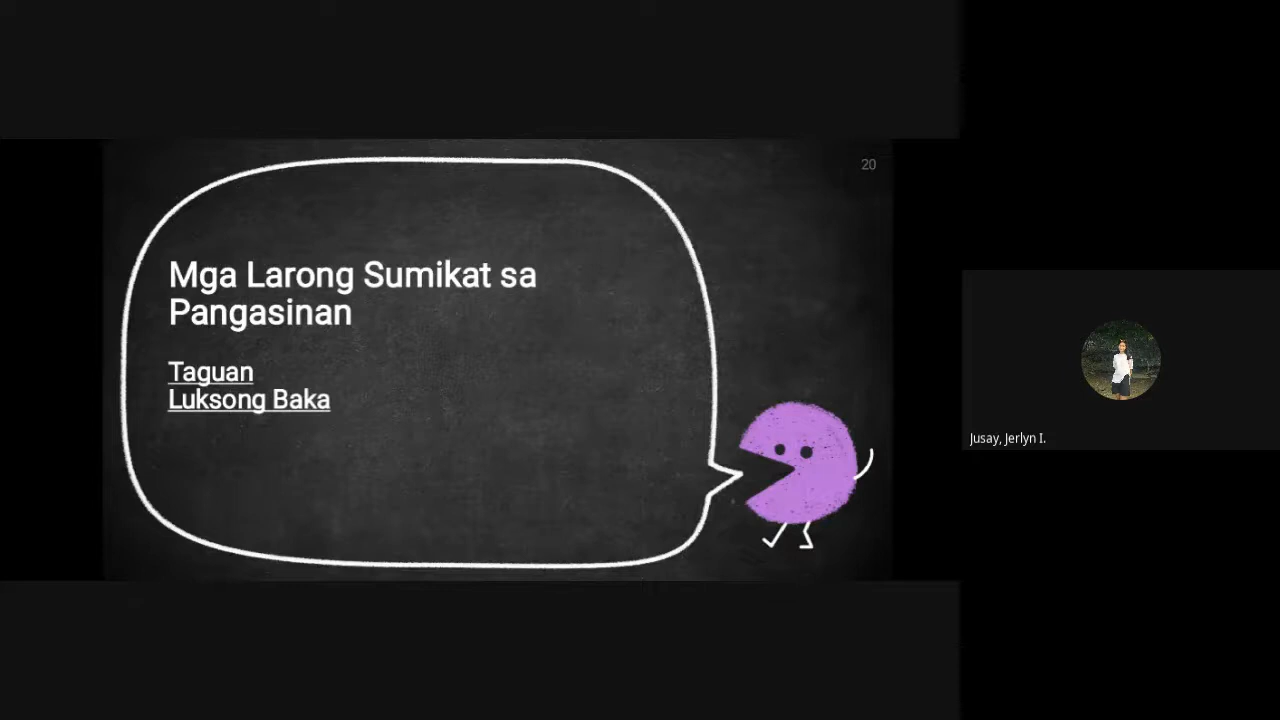 20
Mga Larong Sumikat sa
Pangasinan
Taguan
Luksong Baka
Jusay, Jerlyn I.